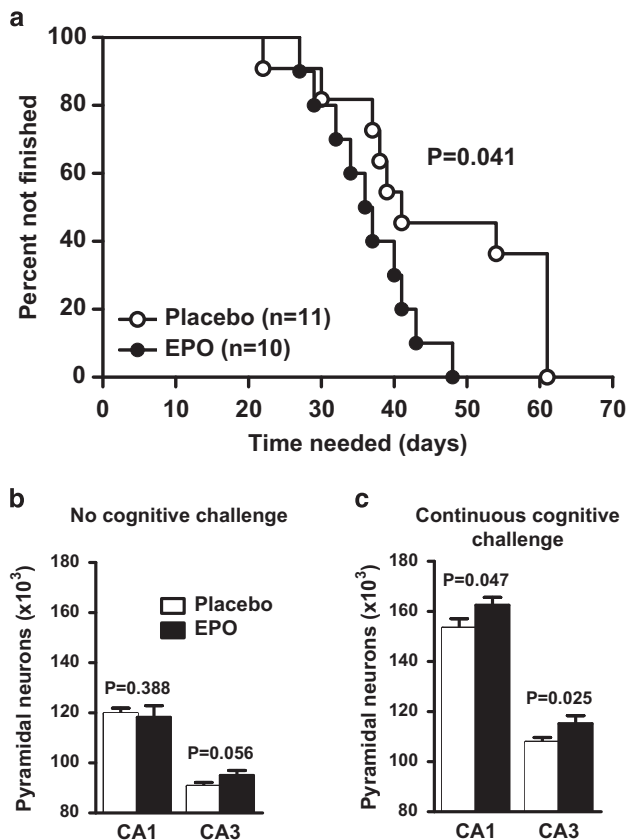 a
100
80
60
40
20
0
Percent not finished
P=0.041
Placebo (n=11)
EPO (n=10)
0 10 20 30 40 50 60 70
Time needed (days)
b
No cognitive challenge
180
160
140
120
100
80
Pyramidal neurons (x10³)
Placebo
EPO
P=0.388
P=0.056
CA1 CA3
c
Continuous cognitive
challenge
180
160
140
120
100
80
Pyramidal neurons (x10³)
P=0.047
P=0.025
CA1 CA3